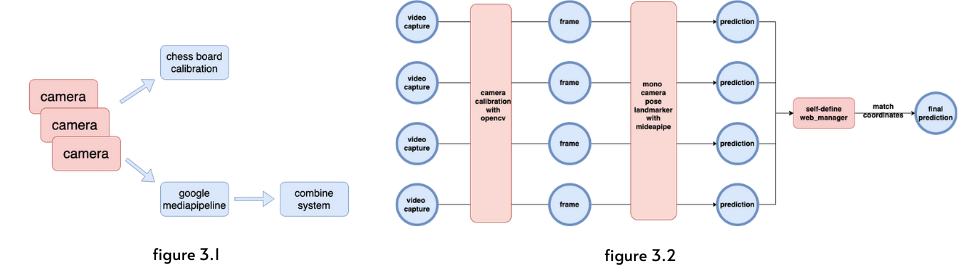 camera
camera
camera
chess board
calibration
google
mediapipeline
combine
system
figure 3.1
video
capture
video
capture
video
capture
video
capture
camera
calibration
with
opencv
frame
frame
frame
frame
mono
camera
pose
landmarker
with
mideapipe
prediction
prediction
prediction
prediction
self-define
web_manager
match
coordinates
final
prediction
figure 3.2